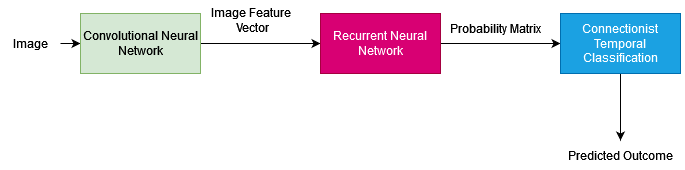 Image
Convolutional Neural
Network
Image Feature
Vector
Recurrent Neural
Network
Probability Matrix
Connectionist
Temporal
Classification
Predicted Outcome